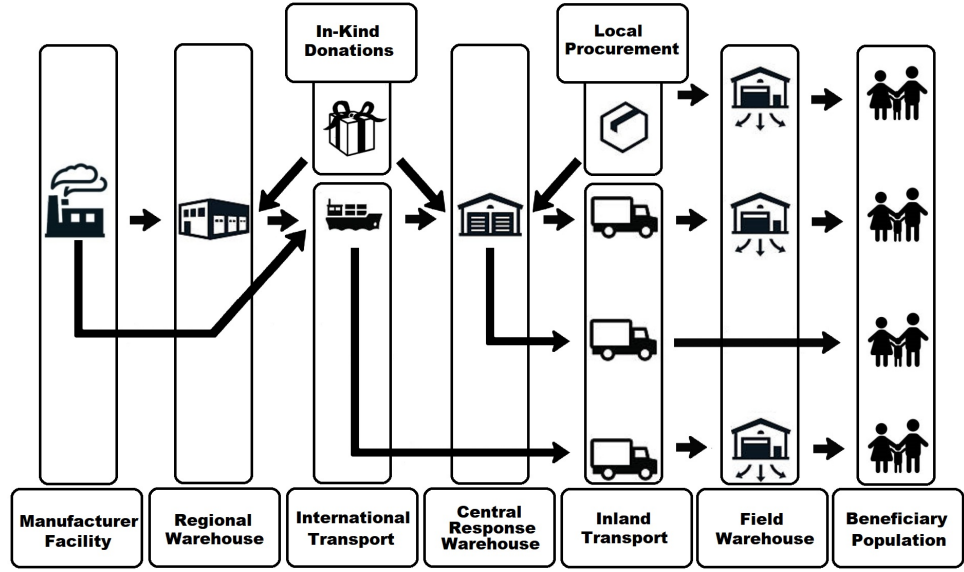 In-Kind
Donations
Local
Procurement
Manufacturer
Facility
Regional
Warehouse
International
Transport
Central
Response
Warehouse
Inland
Transport
Field
Warehouse
Beneficiary
Population